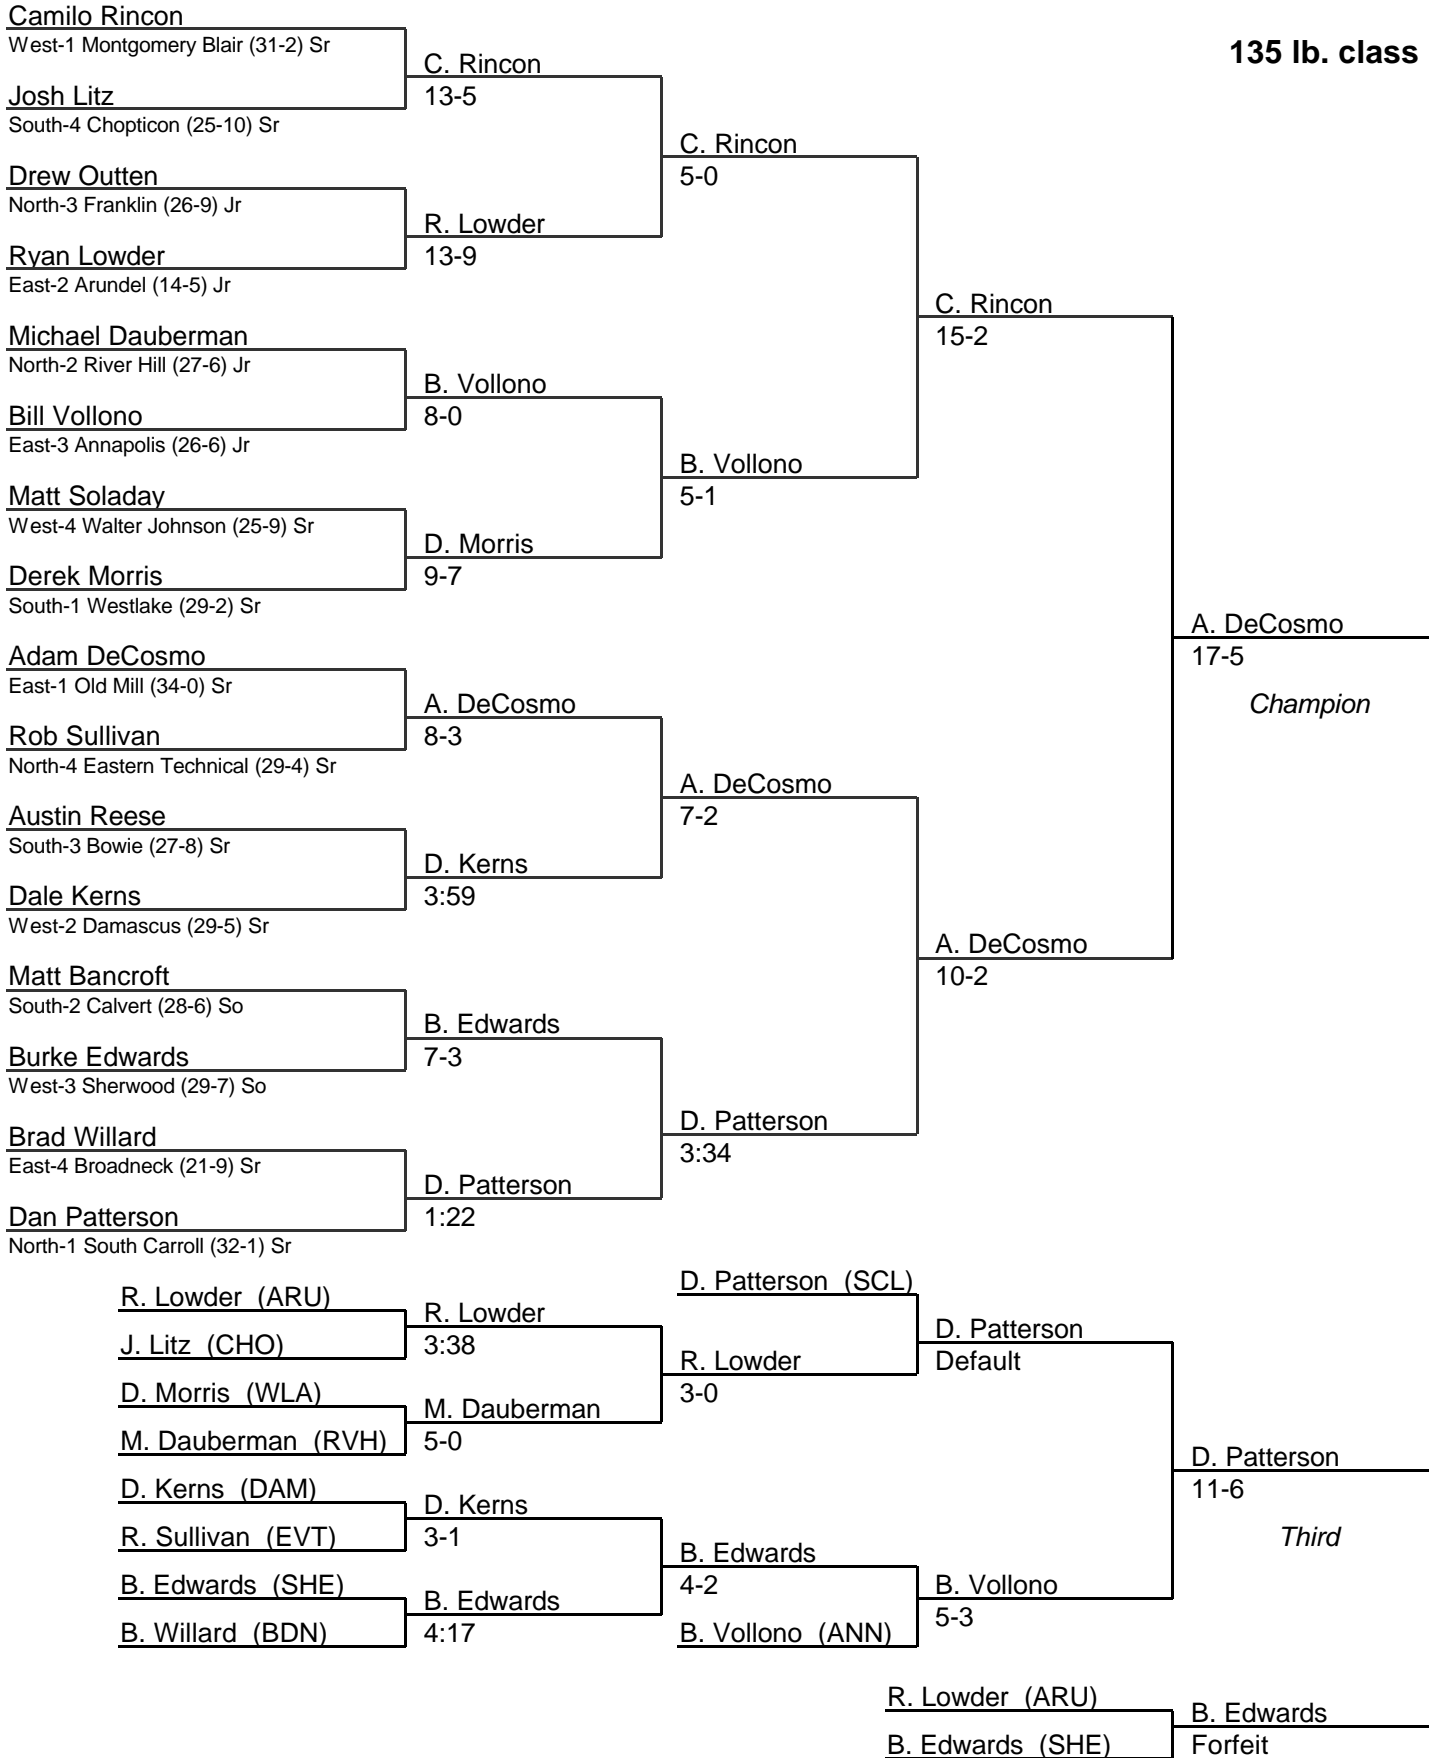 Camilo Rincon
West-1 Montgomery Blair (31-2) Sr
135 lb. class
C. Rincon
13-5
Josh Litz
South-4 Chopticon (25-10) Sr
C. Rincon
5-0
Drew Outten
North-3 Franklin (26-9) Jr
R. Lowder
13-9
Ryan Lowder
East-2 Arundel (14-5) Jr
C. Rincon
15-2
Michael Dauberman
North-2 River Hill (27-6) Jr
B. Vollono
8-0
Bill Vollono
East-3 Annapolis (26-6) Jr
B. Vollono
5-1
Matt Soladay
West-4 Walter Johnson (25-9) Sr
D. Morris
9-7
Derek Morris
South-1 Westlake (29-2) Sr
A. DeCosmo
17-5
Champion
Adam DeCosmo
East-1 Old Mill (34-0) Sr
A. DeCosmo
8-3
Rob Sullivan
North-4 Eastern Technical (29-4) Sr
A. DeCosmo
7-2
Austin Reese
South-3 Bowie (27-8) Sr
D. Kerns
3:59
Dale Kerns
West-2 Damascus (29-5) Sr
A. DeCosmo
10-2
Matt Bancroft
South-2 Calvert (28-6) So
B. Edwards
7-3
Burke Edwards
West-3 Sherwood (29-7) So
D. Patterson
3:34
Brad Willard
East-4 Broadneck (21-9) Sr
D. Patterson
1:22
Dan Patterson
North-1 South Carroll (32-1) Sr
D. Patterson (SCL)
R. Lowder (ARU)
R. Lowder
3:38
J. Litz (CHO)
D. Patterson
Default
R. Lowder
3-0
D. Morris (WLA)
M. Dauberman
5-0
M. Dauberman (RVH)
D. Patterson
11-6
Third
D. Kerns (DAM)
D. Kerns
3-1
R. Sullivan (EVT)
B. Edwards
4-2
B. Edwards (SHE)
B. Edwards
4:17
B. Willard (BDN)
B. Vollono (ANN)
B. Vollono
5-3
R. Lowder (ARU)
B. Edwards
Forfeit
B. Edwards (SHE)